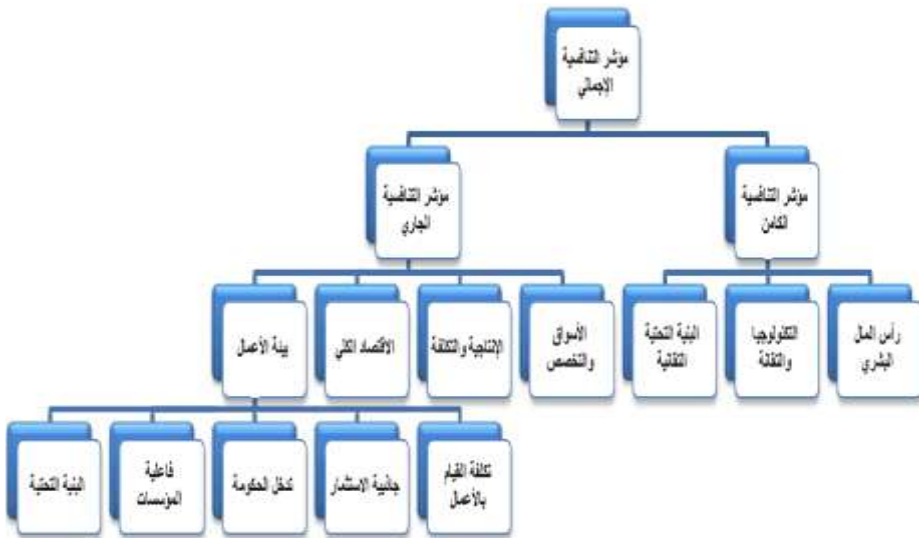 مؤشر التنافسية
الإجمالي
مؤشر التنافسية
الكامن
مؤشر التنافسية
الجاري
رأس المال
البشري
التكنولوجيا
والتقانة
البنية التحتية
التقانية
الأسواق
والتخصص
الإنتاجية والتكلفة
الاقتصاد الكلي
بيئة الأعمال
تكلفة القيام
بالأعمال
جاذبية الاستثمار
تدخل الحكومة
فاعلية
المؤسسات
البنية التحتية